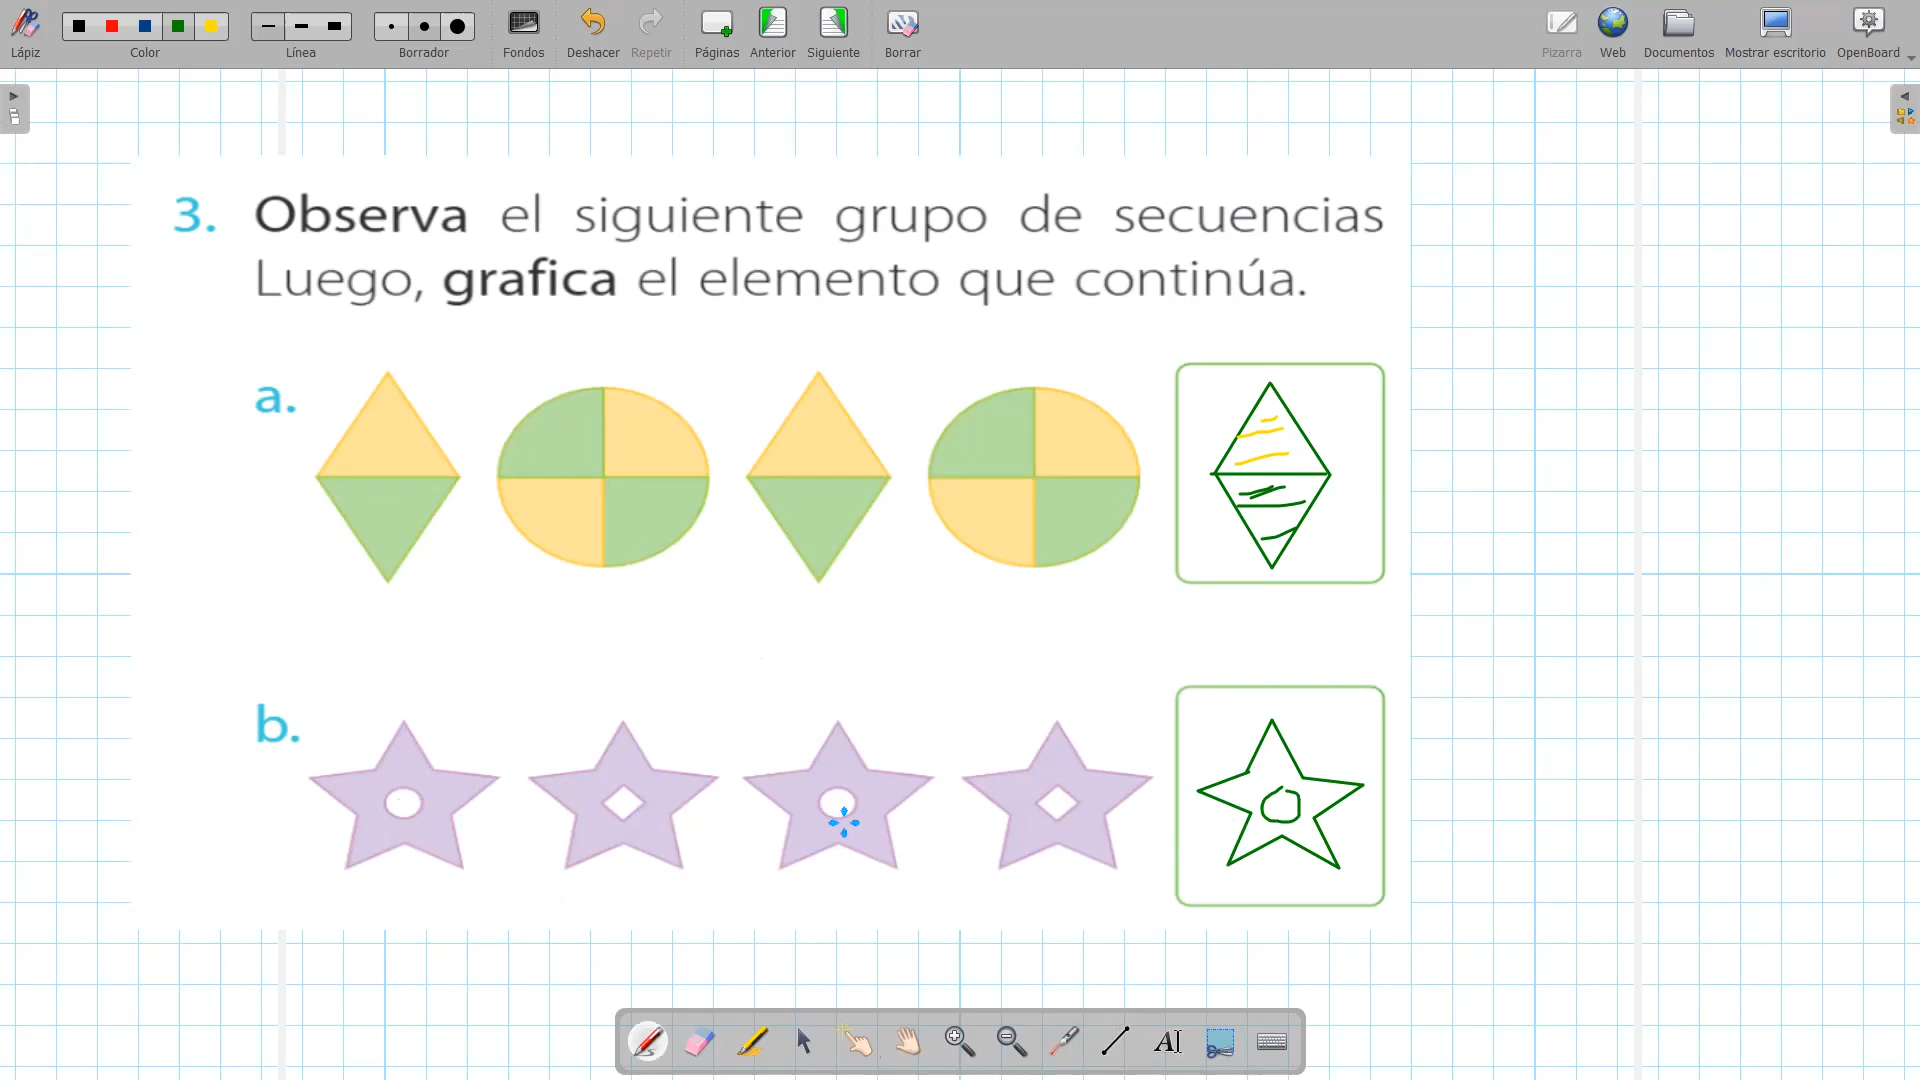 Lápiz
Color
Línea
Borrador
Fondos
Deshacer
Repetir
Páginas
Anterior
Siguiente
Borrar
Pizarra
Web
Documentos
Mostrar escritorio
OpenBoard
3. Observa el siguiente grupo de secuencias
Luego, grafica el elemento que continúa.
a.
b.